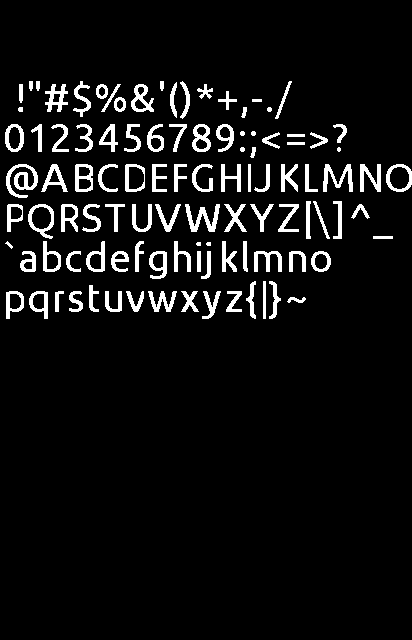 !"#$%&'()*+,-./
0123456789:;<=>?
@ABCDEFGHIJKLMNO
PQRSTUVWXYZ[\]^_
`abcdefghijklmno
pqrstuvwxyz{|}~